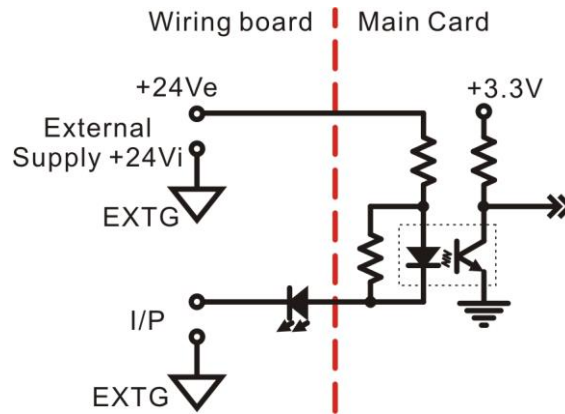 Wiring board
Main Card
+24Ve
+3.3V
External
Supply +24Vi
EXTG
I/P
EXTG